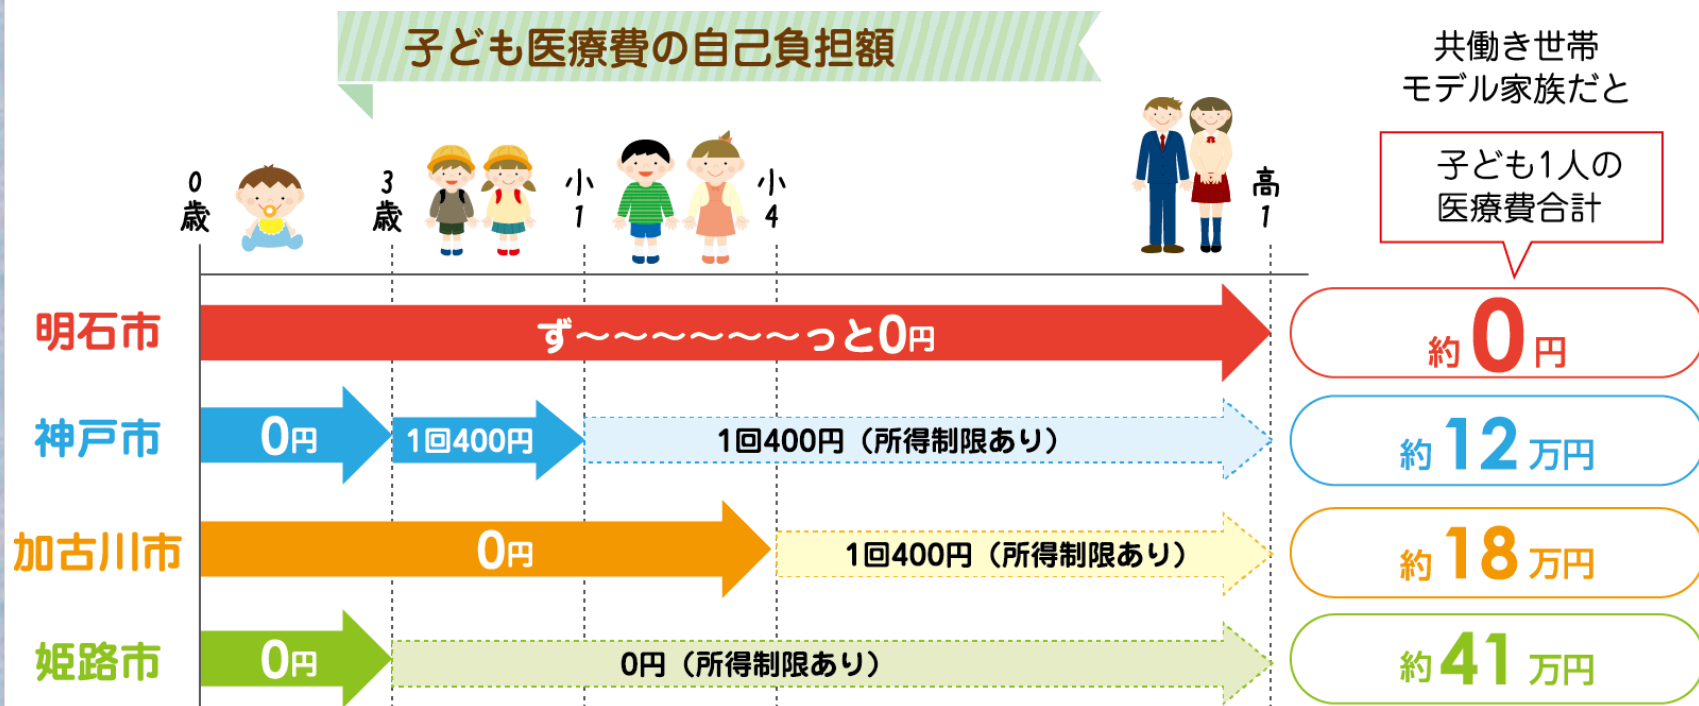 子ども医療費の自己負担額
共働き世帯
モデル家族だと
子ども1人の
医療費合計
0歳
3歳
小1
小4
高1
明石市
ず〜〜〜〜〜〜っと0円
約0円
神戸市
0円
1回400円
1回400円（所得制限あり）
約12万円
加古川市
0円
1回400円（所得制限あり）
約18万円
姫路市
0円
0円（所得制限あり）
約41万円